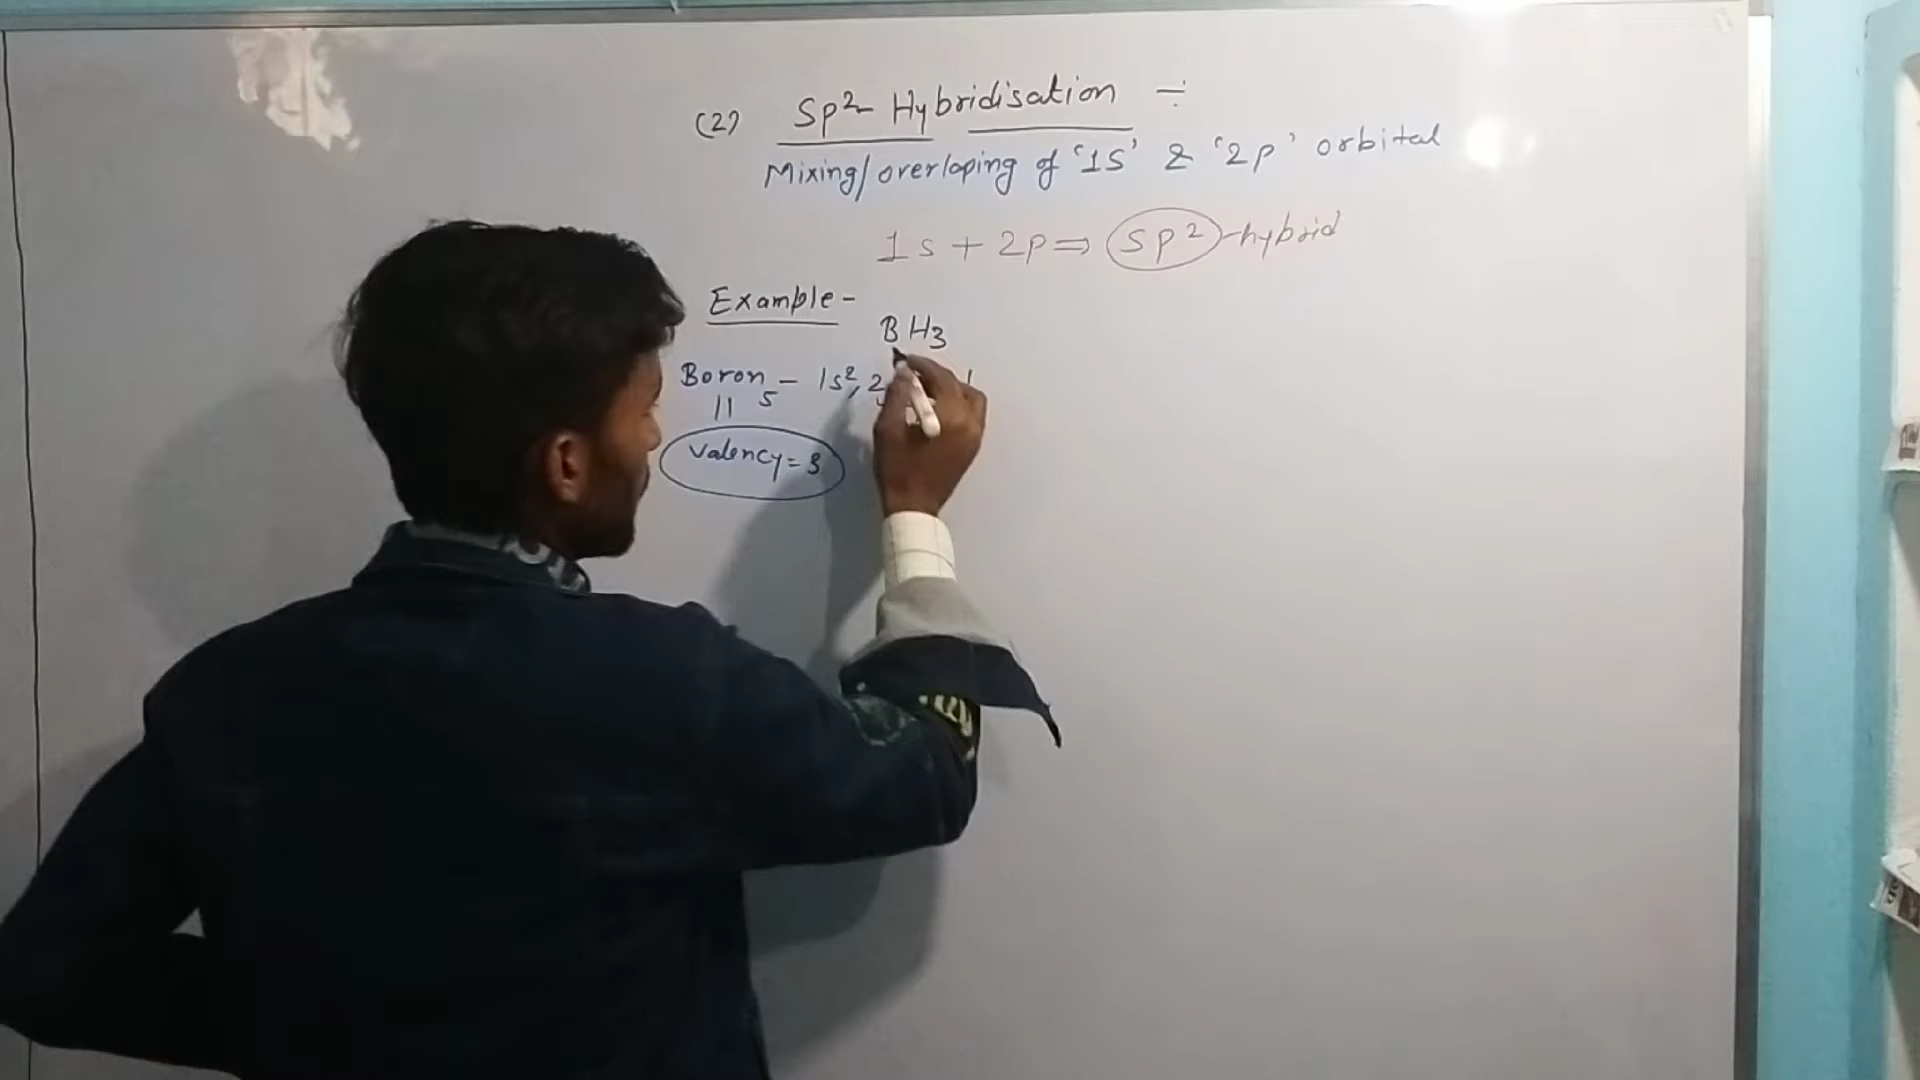 (2) Sp²- Hybridisation ÷
Mixing/overlaping of '1S' & '2p' orbital
1s + 2p ⇒ sp²-hybrid
Example -
BH3
Boron - 1s², 2
11 5
valency = 3